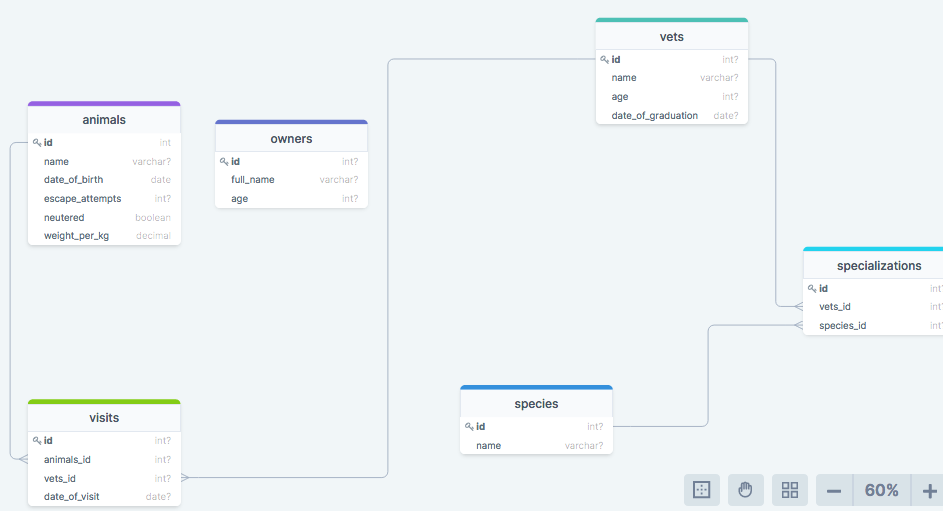 vets
id int?
name varchar?
age int?
date_of_graduation date?
animals
id int
name varchar?
date_of_birth date
escape_attempts int?
neutered boolean
weight_per_kg decimal
owners
id int?
full_name varchar?
age int?
specializations
id int?
vets_id int?
species_id int?
species
id int?
name varchar?
visits
id int?
animals_id int?
vets_id int?
date_of_visit date?
60%